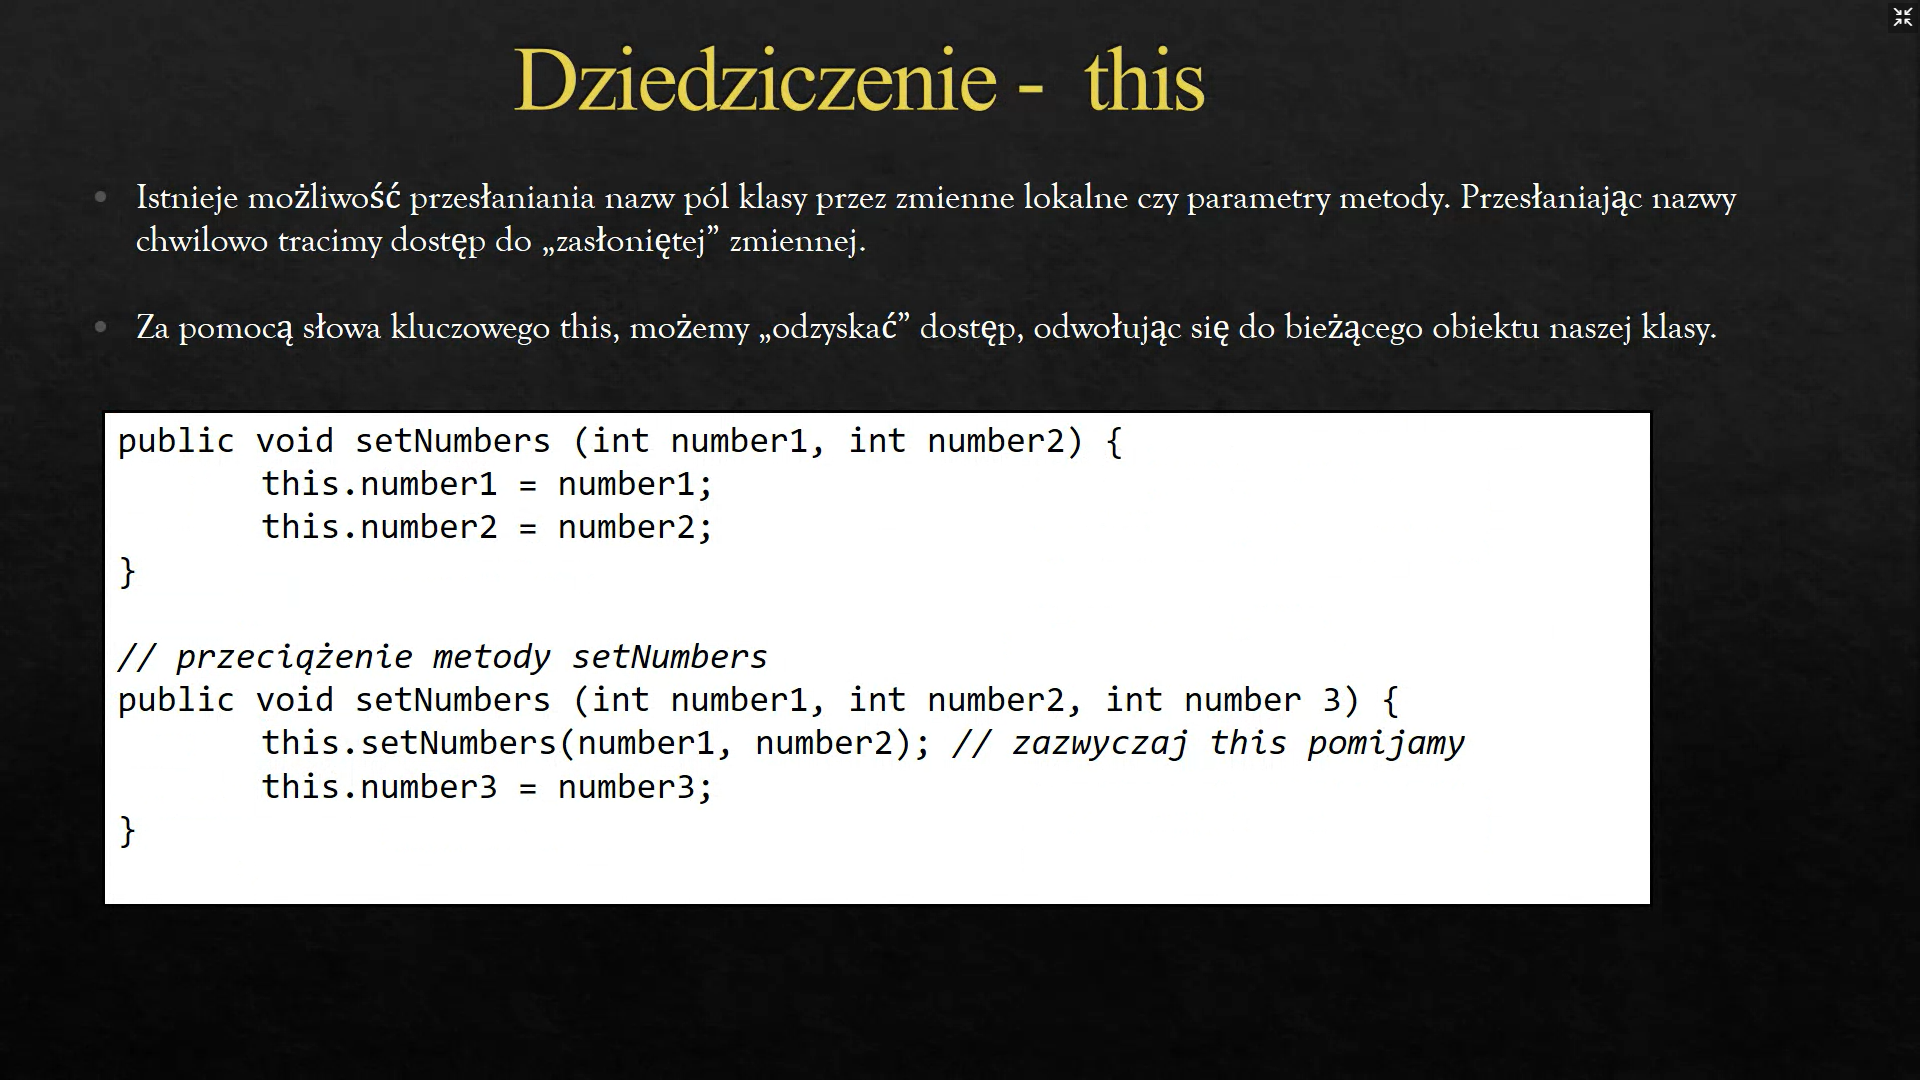 Dziedziczenie - this
Istnieje możliwość przesłaniania nazw pól klasy przez zmienne lokalne czy parametry metody. Przesłaniając nazwy
chwilowo tracimy dostęp do „zasłoniętej” zmiennej.
Za pomocą słowa kluczowego this, możemy „odzyskać” dostęp, odwołując się do bieżącego obiektu naszej klasy.
public void setNumbers (int number1, int number2) {
this.number1 = number1;
this.number2 = number2;
}
// przeciążenie metody setNumbers
public void setNumbers (int number1, int number2, int number 3) {
this.setNumbers(number1, number2); // zazwyczaj this pomijamy
this.number3 = number3;
}